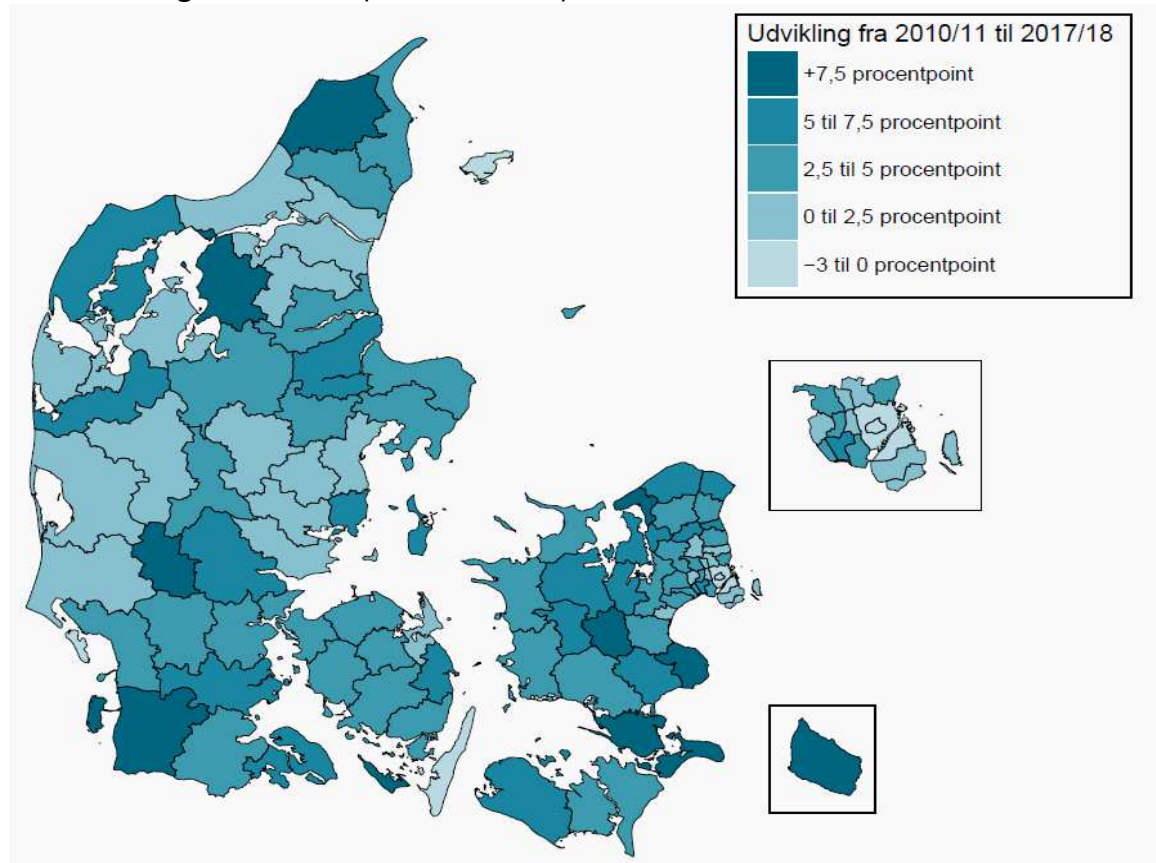 Udvikling fra 2010/11 til 2017/18
+7,5 procentpoint
5 til 7,5 procentpoint
2,5 til 5 procentpoint
0 til 2,5 procentpoint
−3 til 0 procentpoint